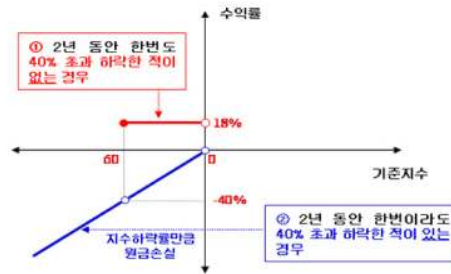 수익률
① 2년 동안 한번도
40% 초과 하락한 적이
없는 경우
18%
60
0
기준지수
-40%
지수하락률만큼
원금손실
② 2년 동안 한번이라도
40% 초과 하락한 적이 있는
경우